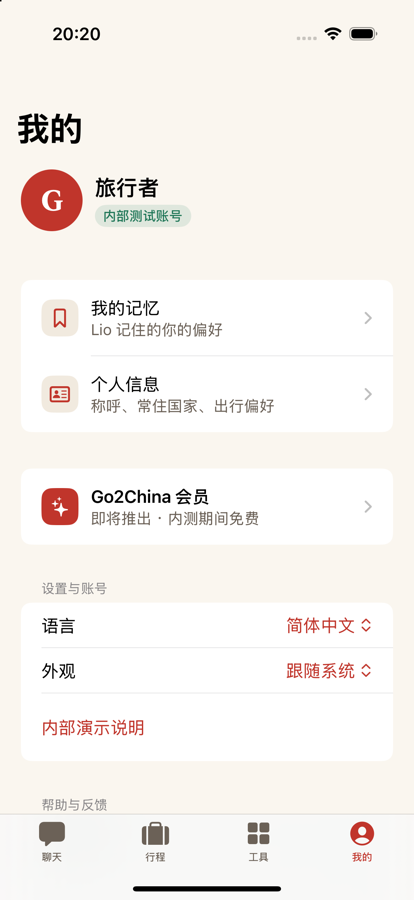 20:20
我的
G
旅行者
内部测试账号
我的记忆
Lio 记住的你的偏好
个人信息
称呼、常住国家、出行偏好
Go2China 会员
即将推出 · 内测期间免费
设置与账号
语言
简体中文
外观
跟随系统
内部演示说明
帮助与反馈
聊天
行程
工具
我的